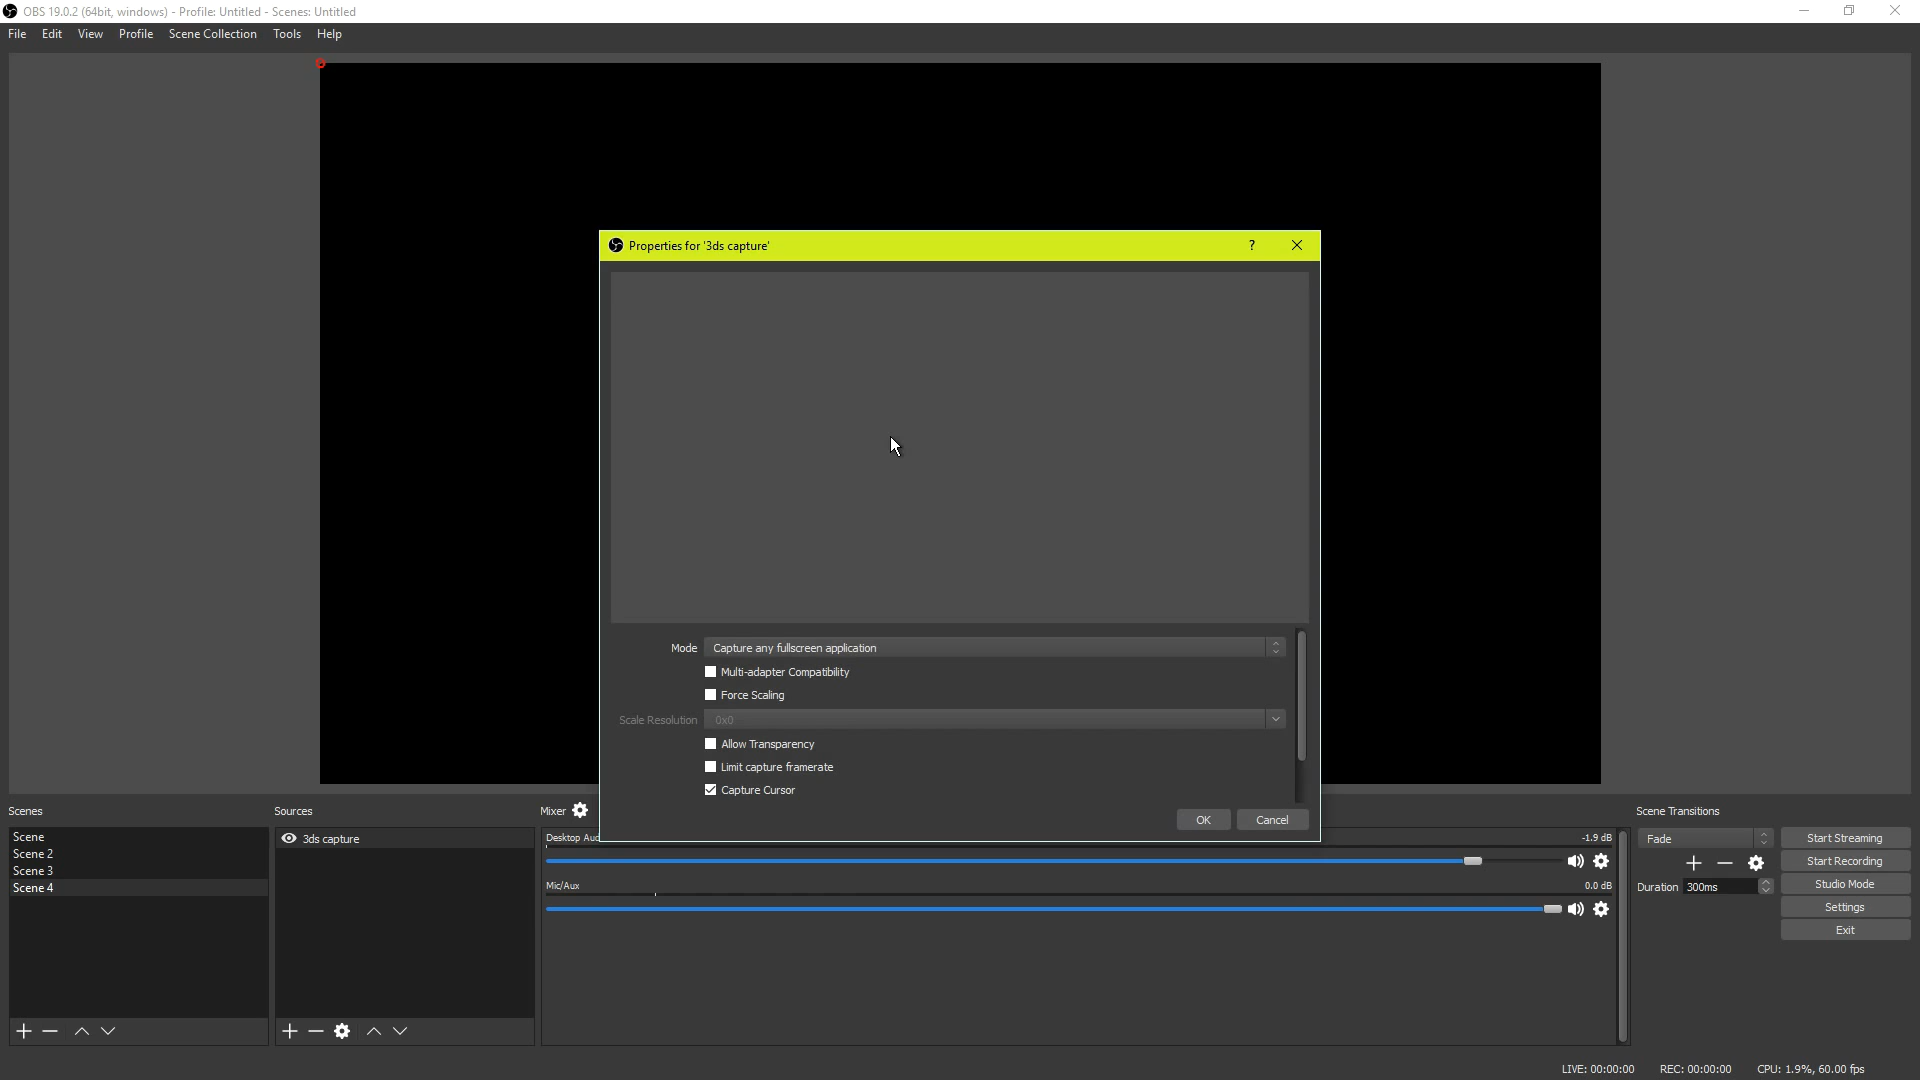 OBS 19.0.2 (64bit, windows) - Profile: Untitled - Scenes: Untitled
File Edit View Profile Scene Collection Tools Help
Properties for '3ds capture'
?
Mode Capture any fullscreen application
Multi-adapter Compatibility
Force Scaling
Scale Resolution 0x0
Allow Transparency
Limit capture framerate
Capture Cursor
OK Cancel
Scenes
Scene
Scene 2
Scene 3
Scene 4
Sources
3ds capture
Mixer
Desktop Aud -1.9 dB
Mic/Aux 0.0 dB
Scene Transitions
Fade
Duration 300ms
Start Streaming
Start Recording
Studio Mode
Settings
Exit
LIVE: 00:00:00 REC: 00:00:00 CPU: 1.9%, 60.00 fps